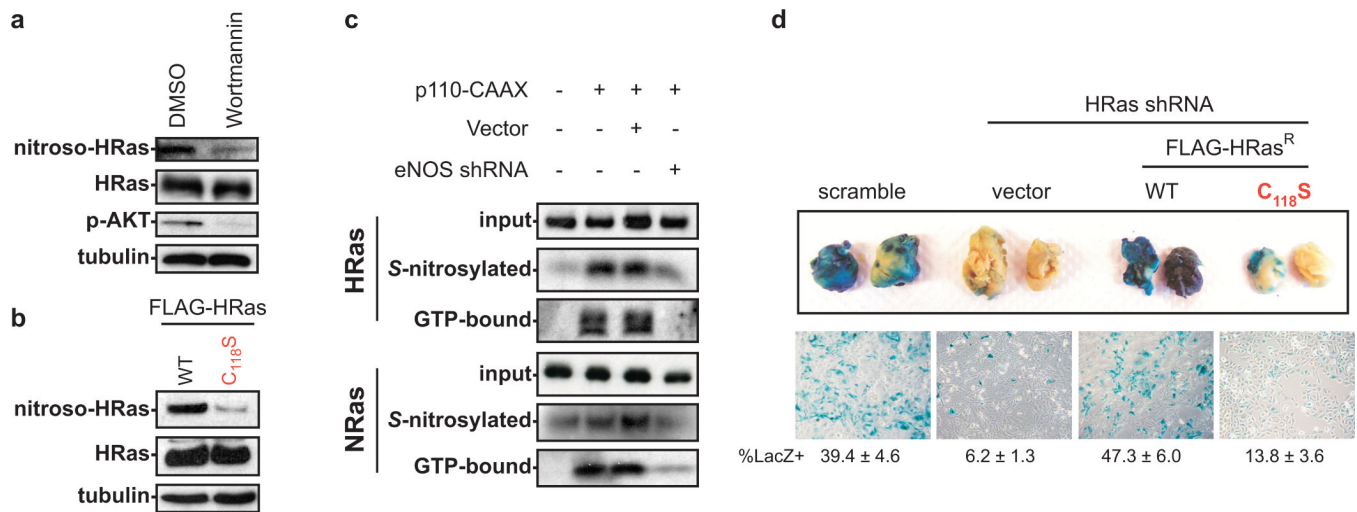 a
DMSO
Wortmannin
nitroso-HRas
HRas
p-AKT
tubulin
b
FLAG-HRas
WT
C118S
nitroso-HRas
HRas
tubulin
c
p110-CAAX - + + +
Vector - - + -
eNOS shRNA - - - +
HRas
input
S-nitrosylated
GTP-bound
NRas
input
S-nitrosylated
GTP-bound
d
HRas shRNA
FLAG-HRasR
scramble vector WT C118S
%LacZ+ 39.4 ± 4.6 6.2 ± 1.3 47.3 ± 6.0 13.8 ± 3.6